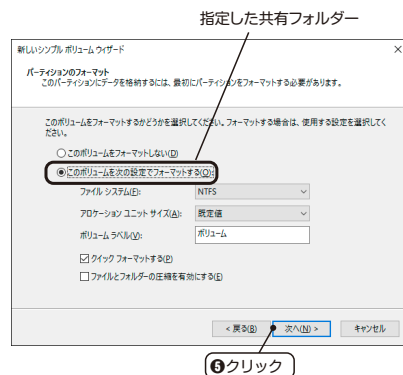 指定した共有フォルダー
新しいシンプル ボリューム ウィザード
パーティションのフォーマット
このパーティションにデータを格納するには、最初にパーティションをフォーマットする必要があります。
このボリュームをフォーマットするかどうかを選択してください。フォーマットする場合は、使用する設定を選択してく
ださい。
このボリュームをフォーマットしない(D)
このボリュームを次の設定でフォーマットする(O):
ファイル システム(F): NTFS
アロケーション ユニット サイズ(A): 既定値
ボリューム ラベル(V): ボリューム
クイック フォーマットする(P)
ファイルとフォルダーの圧縮を有効にする(E)
< 戻る(B) 次へ(N) > キャンセル
❺クリック